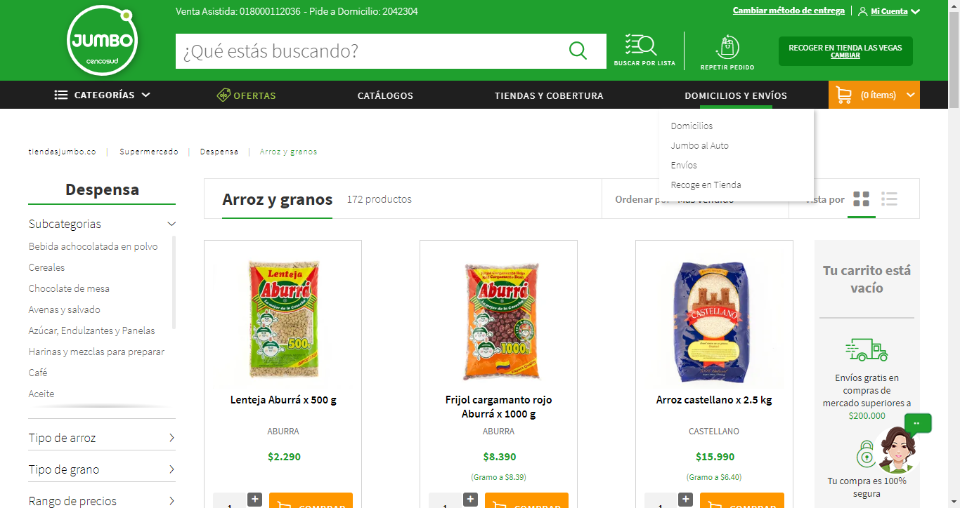 Venta Asistida: 018000112036 - Pide a Domicilio: 2042304
Cambiar método de entrega
Mi Cuenta
JUMBO
cencosud
¿Qué estás buscando?
BUSCAR POR LISTA
REPETIR PEDIDO
RECOGER EN TIENDA LAS VEGAS
CAMBIAR
CATEGORÍAS
OFERTAS
CATÁLOGOS
TIENDAS Y COBERTURA
DOMICILIOS Y ENVÍOS
(0 ítems)
Domicilios
Jumbo al Auto
Envíos
Recoge en Tienda
tiendasjumbo.co | Supermercado | Despensa | Arroz y granos
Despensa
Subcategorias
Bebida achocolatada en polvo
Cereales
Chocolate de mesa
Avenas y salvado
Azúcar, Endulzantes y Panelas
Harinas y mezclas para preparar
Café
Aceite
Tipo de arroz
Tipo de grano
Rango de precios
Arroz y granos
172 productos
Ordenar por
Vista por
Lenteja
Aburrá
500
Lenteja Aburrá x 500 g
ABURRA
$2.290
1
+
COMPRAR
Aburrá
1000
Frijol cargamanto rojo
Aburrá x 1000 g
ABURRA
$8.390
(Gramo a $8.39)
1
+
COMPRAR
CASTELLANO
Arroz castellano x 2.5 kg
CASTELLANO
$15.990
(Gramo a $6.40)
1
+
COMPRAR
Tu carrito está
vacío
Envíos gratis en
compras de
mercado superiores a
$200.000
Tu compra es 100%
segura